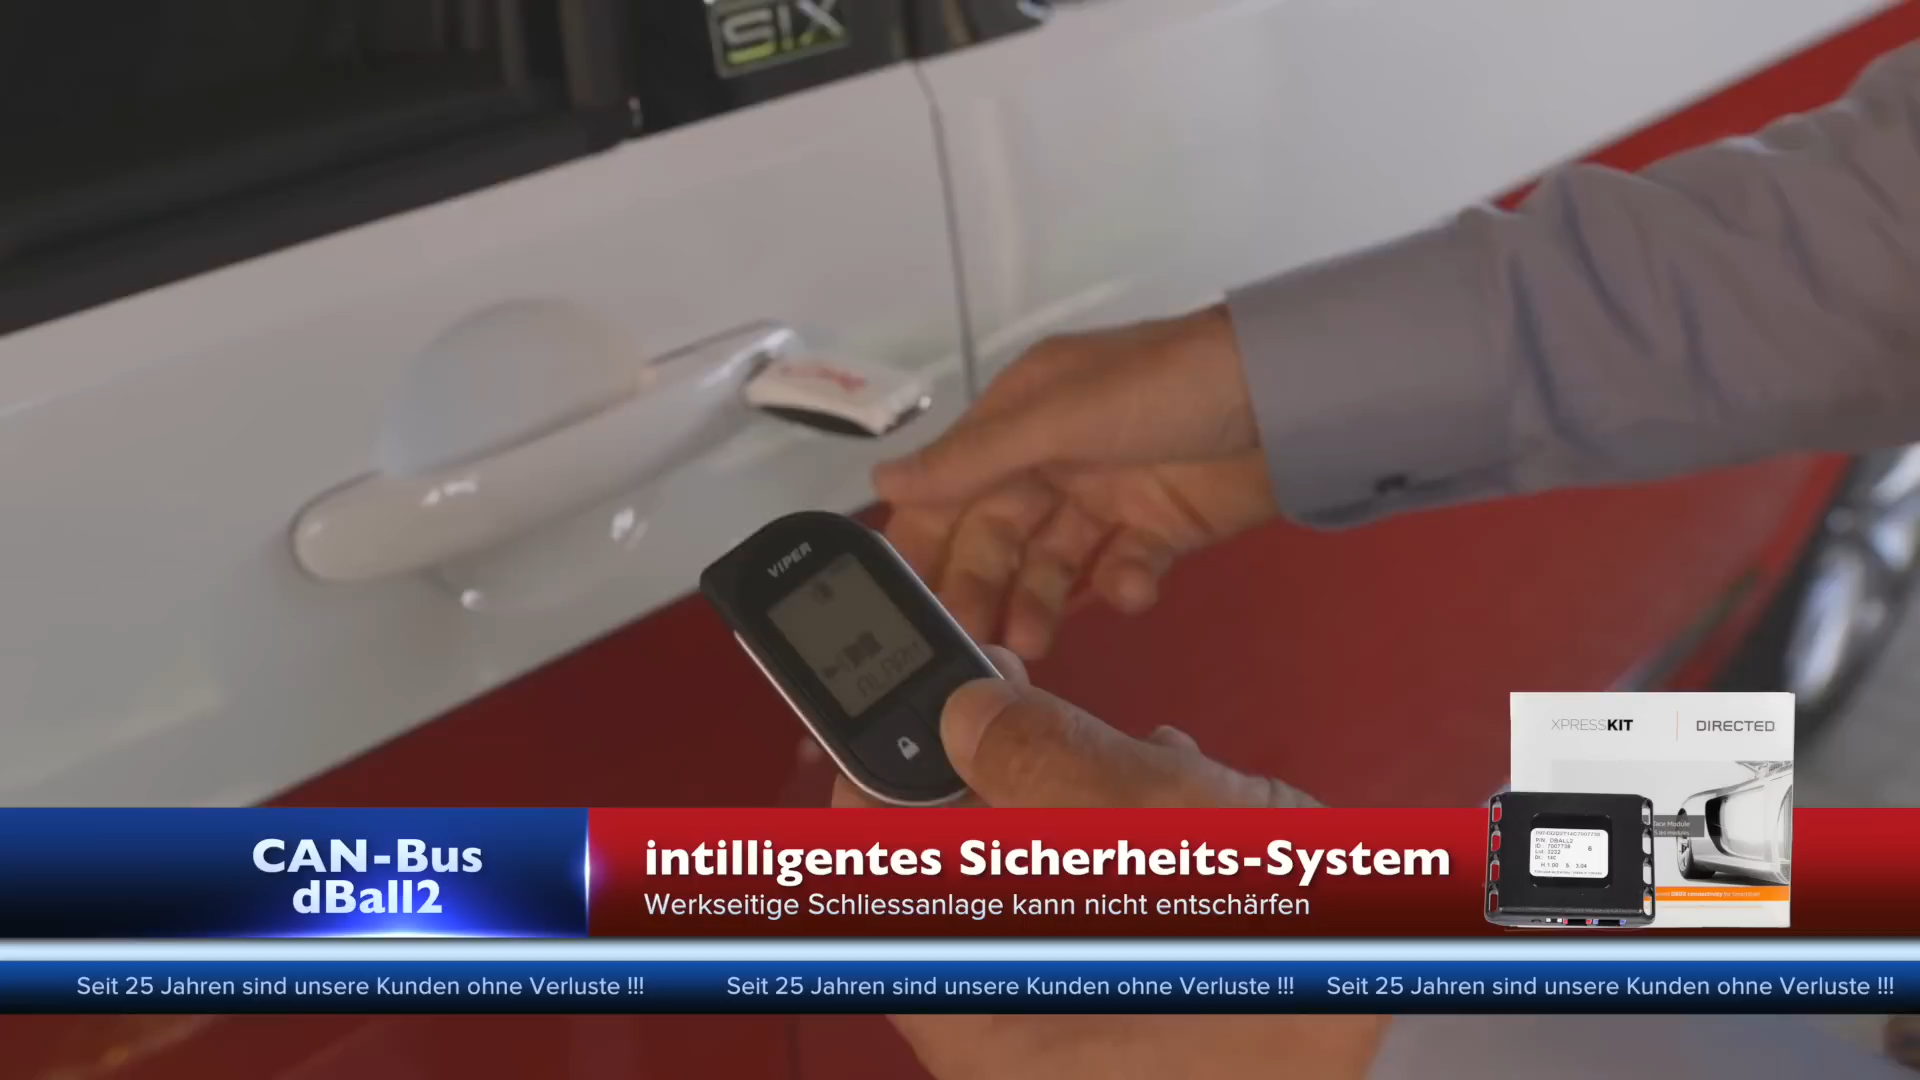 SIX
VIPER
ALARM
XPRESSKIT
DIRECTED
CAN-Bus
dBall2
intilligentes Sicherheits-System
Werkseitige Schliessanlage kann nicht entschärfen
Seit 25 Jahren sind unsere Kunden ohne Verluste !!! Seit 25 Jahren sind unsere Kunden ohne Verluste !!! Seit 25 Jahren sind unsere Kunden ohne Verluste !!!